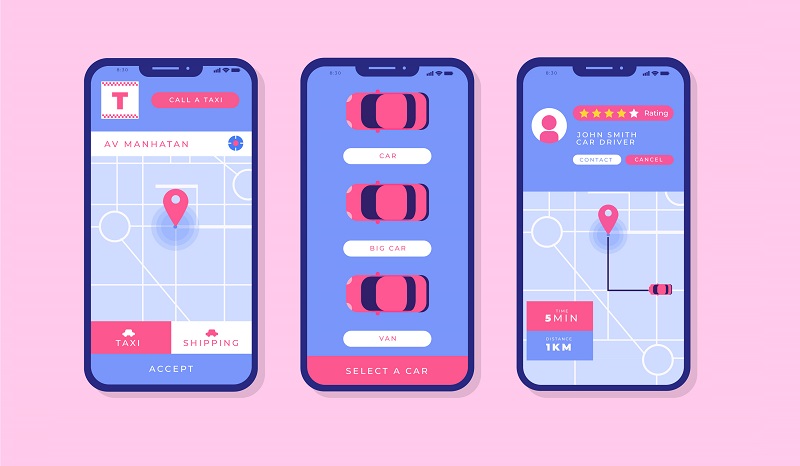 8:30
T
CALL A TAXI
AV MANHATAN
TAXI
SHIPPING
ACCEPT
8:30
CAR
BIG CAR
VAN
SELECT A CAR
8:30
Rating
JOHN SMITH
CAR DRIVER
CONTACT
CANCEL
TIME
5MIN
DISTANCE
1KM